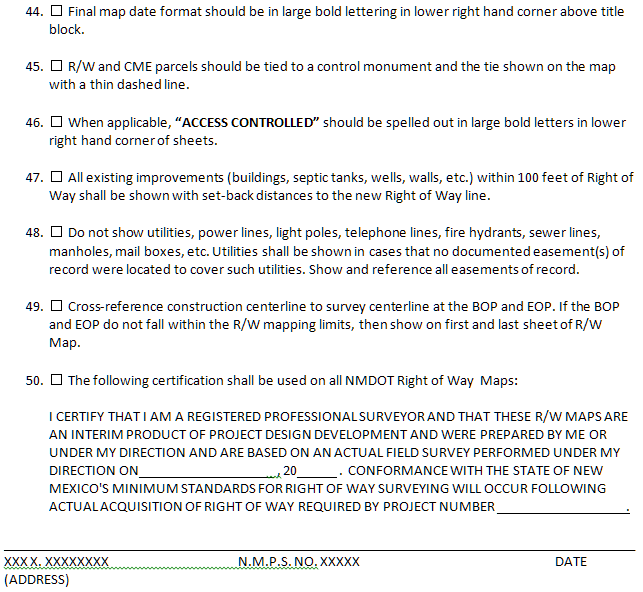 44. ☐ Final map date format should be in large bold lettering in lower right hand corner above title
block.
45. ☐ R/W and CME parcels should be tied to a control monument and the tie shown on the map
with a thin dashed line.
46. ☐ When applicable, “ACCESS CONTROLLED” should be spelled out in large bold letters in lower
right hand corner of sheets.
47. ☐ All existing improvements (buildings, septic tanks, wells, walls, etc.) within 100 feet of Right of
Way shall be shown with set-back distances to the new Right of Way line.
48. ☐ Do not show utilities, power lines, light poles, telephone lines, fire hydrants, sewer lines,
manholes, mail boxes, etc. Utilities shall be shown in cases that no documented easement(s) of
record were located to cover such utilities. Show and reference all easements of record.
49. ☐ Cross-reference construction centerline to survey centerline at the BOP and EOP. If the BOP
and EOP do not fall within the R/W mapping limits, then show on first and last sheet of R/W
Map.
50. ☐ The following certification shall be used on all NMDOT Right of Way Maps:
I CERTIFY THAT I AM A REGISTERED PROFESSIONAL SURVEYOR AND THAT THESE R/W MAPS ARE
AN INTERIM PRODUCT OF PROJECT DESIGN DEVELOPMENT AND WERE PREPARED BY ME OR
UNDER MY DIRECTION AND ARE BASED ON AN ACTUAL FIELD SURVEY PERFORMED UNDER MY
DIRECTION ON____________________, 20______. CONFORMANCE WITH THE STATE OF NEW
MEXICO'S MINIMUM STANDARDS FOR RIGHT OF WAY SURVEYING WILL OCCUR FOLLOWING
ACTUAL ACQUISITION OF RIGHT OF WAY REQUIRED BY PROJECT NUMBER ___________________.
XXX X. XXXXXXXX N.M.P.S. NO. XXXXX DATE
(ADDRESS)